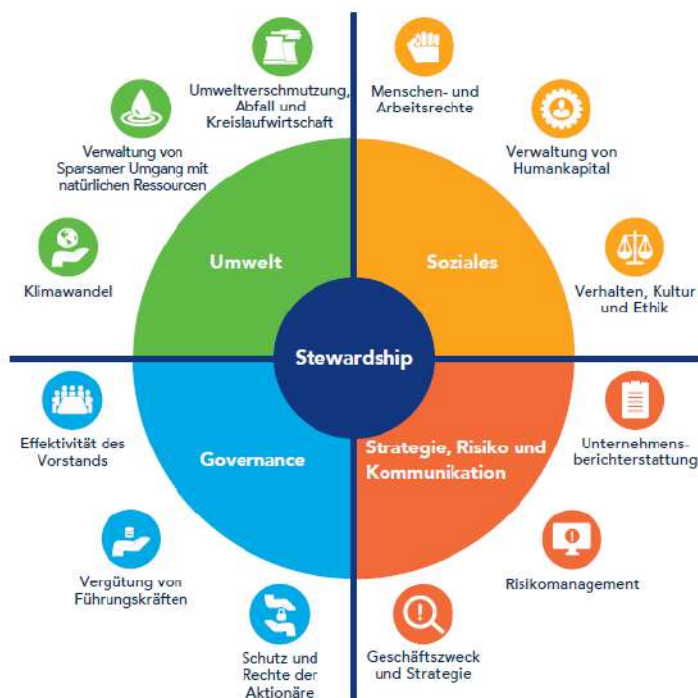 Umweltverschmutzung,
Abfall und
Kreislaufwirtschaft
Menschen- und
Arbeitsrechte
Verwaltung von
Sparsamer Umgang mit
natürlichen Ressourcen
Verwaltung von
Humankapital
Klimawandel
Umwelt
Soziales
Verhalten, Kultur
und Ethik
Stewardship
Effektivität des
Vorstands
Governance
Strategie, Risiko und
Kommunikation
Unternehmens-
berichterstattung
Vergütung von
Führungskräften
Risikomanagement
Schutz und
Rechte der
Aktionäre
Geschäftszweck
und Strategie